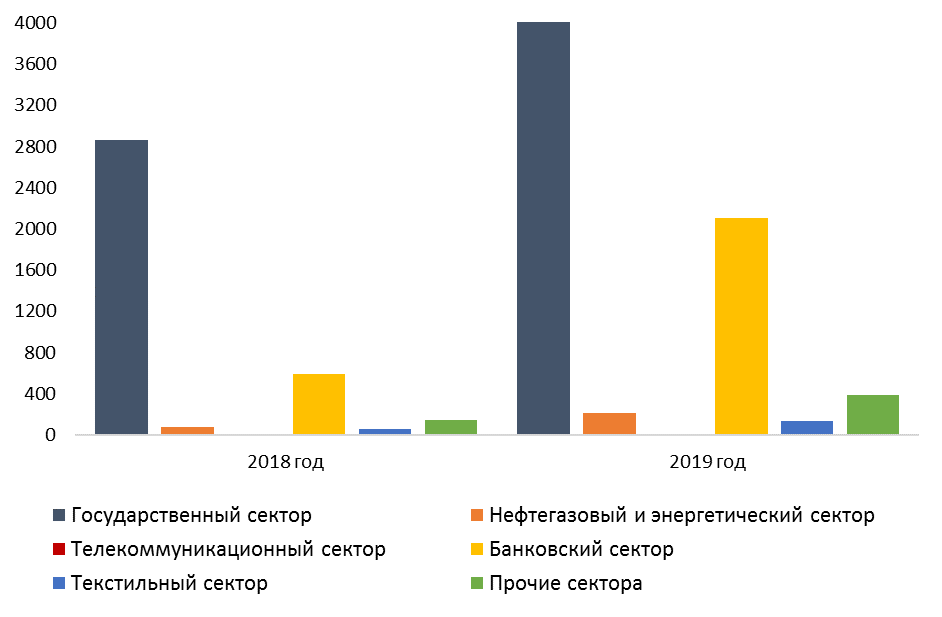 4000
3600
3200
2800
2400
2000
1600
1200
800
400
0
2018 год
2019 год
Государственный сектор
Нефтегазовый и энергетический сектор
Телекоммуникационный сектор
Банковский сектор
Текстильный сектор
Прочие сектора